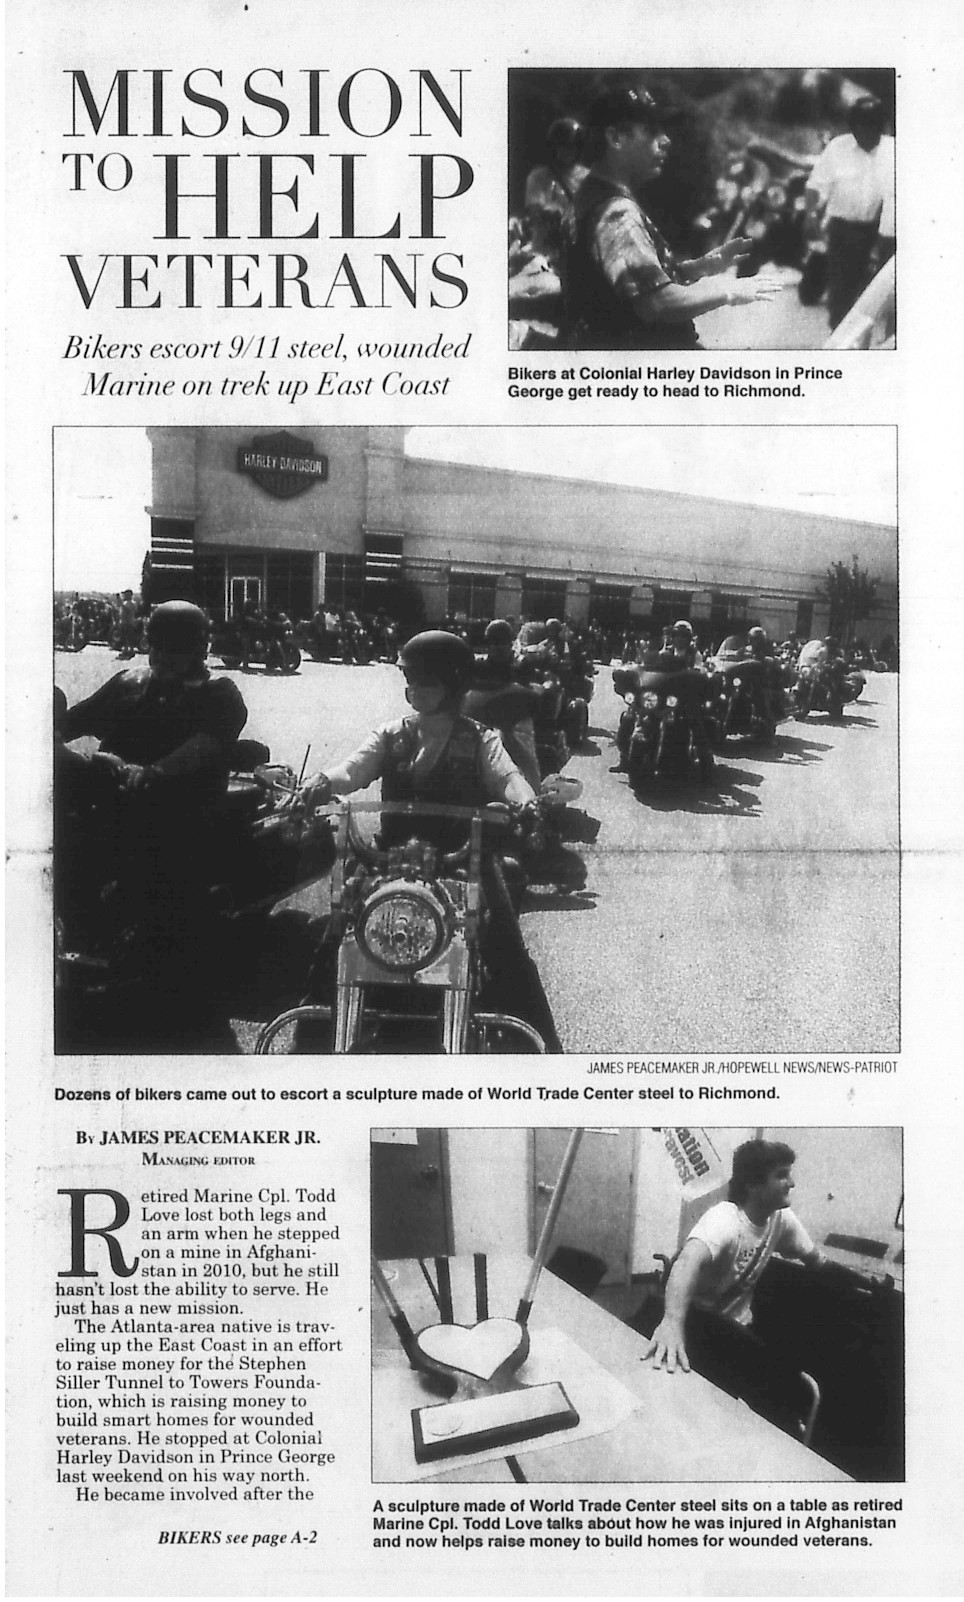 MISSION
TO HELP
VETERANS
Bikers escort 9/11 steel, wounded
Marine on trek up East Coast
Bikers at Colonial Harley Davidson in Prince
George get ready to head to Richmond.
HARLEY-DAVIDSON
JAMES PEACEMAKER JR./HOPEWELL NEWS/NEWS-PATRIOT
Dozens of bikers came out to escort a sculpture made of World Trade Center steel to Richmond.
By JAMES PEACEMAKER JR.
MANAGING EDITOR
Retired Marine Cpl. Todd
Love lost both legs and
an arm when he stepped
on a mine in Afghani-
stan in 2010, but he still
hasn't lost the ability to serve. He
just has a new mission.
The Atlanta-area native is trav-
eling up the East Coast in an effort
to raise money for the Stephen
Siller Tunnel to Towers Founda-
tion, which is raising money to
build smart homes for wounded
veterans. He stopped at Colonial
Harley Davidson in Prince George
last weekend on his way north.
He became involved after the
BIKERS see page A-2
A sculpture made of World Trade Center steel sits on a table as retired
Marine Cpl. Todd Love talks about how he was injured in Afghanistan
and now helps raise money to build homes for wounded veterans.